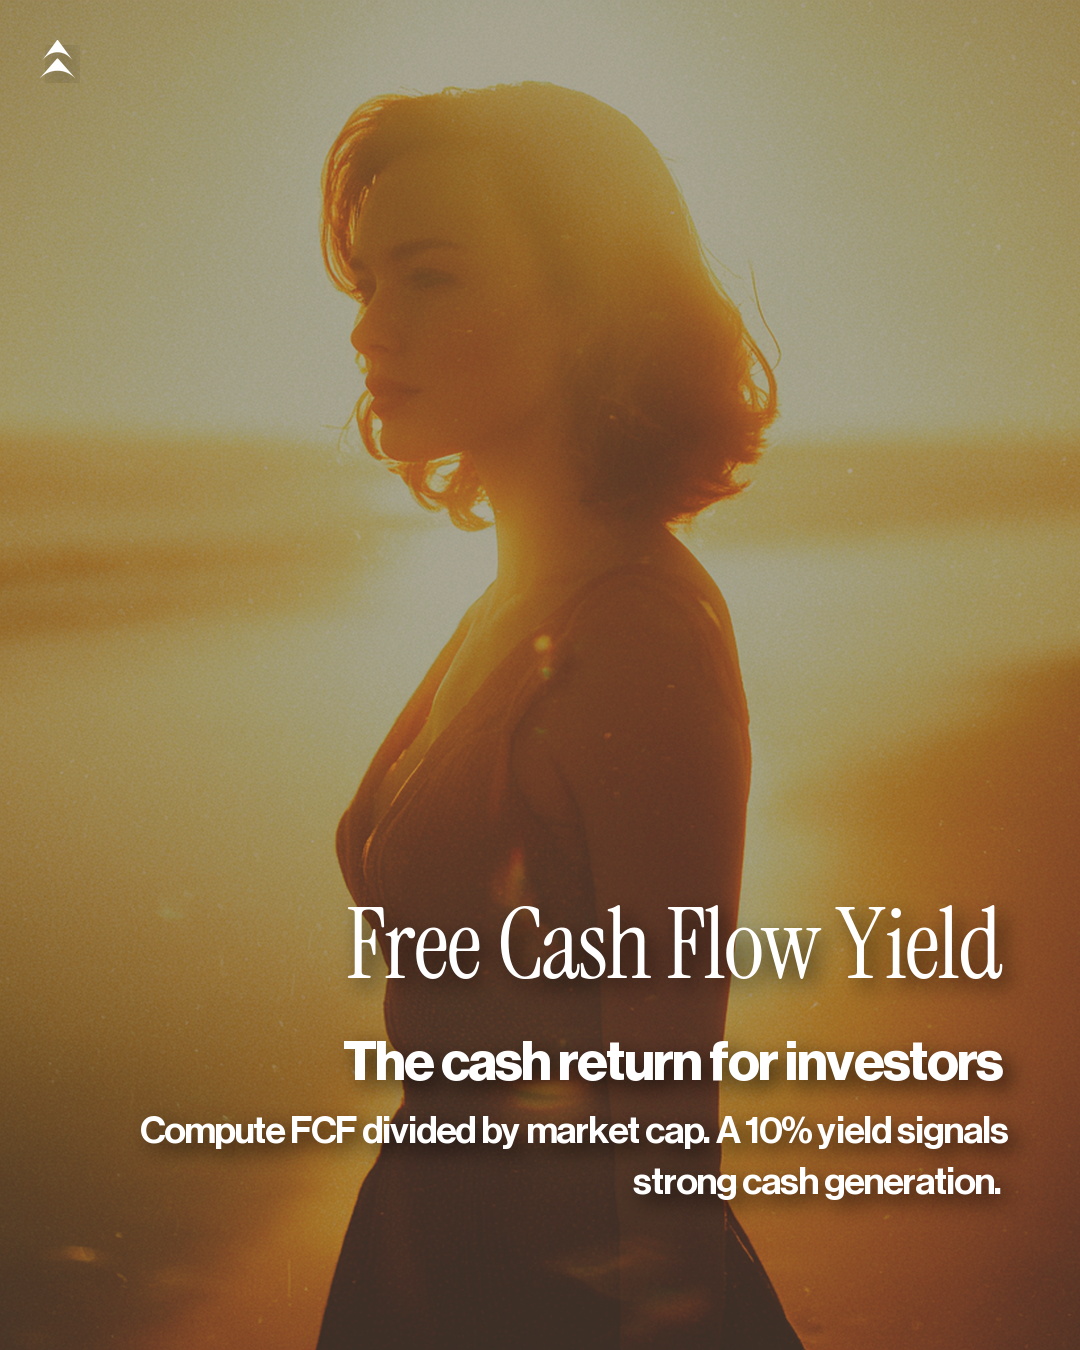 Free Cash Flow Yield
The cash return for investors
Compute FCF divided by market cap. A 10% yield signals
strong cash generation.